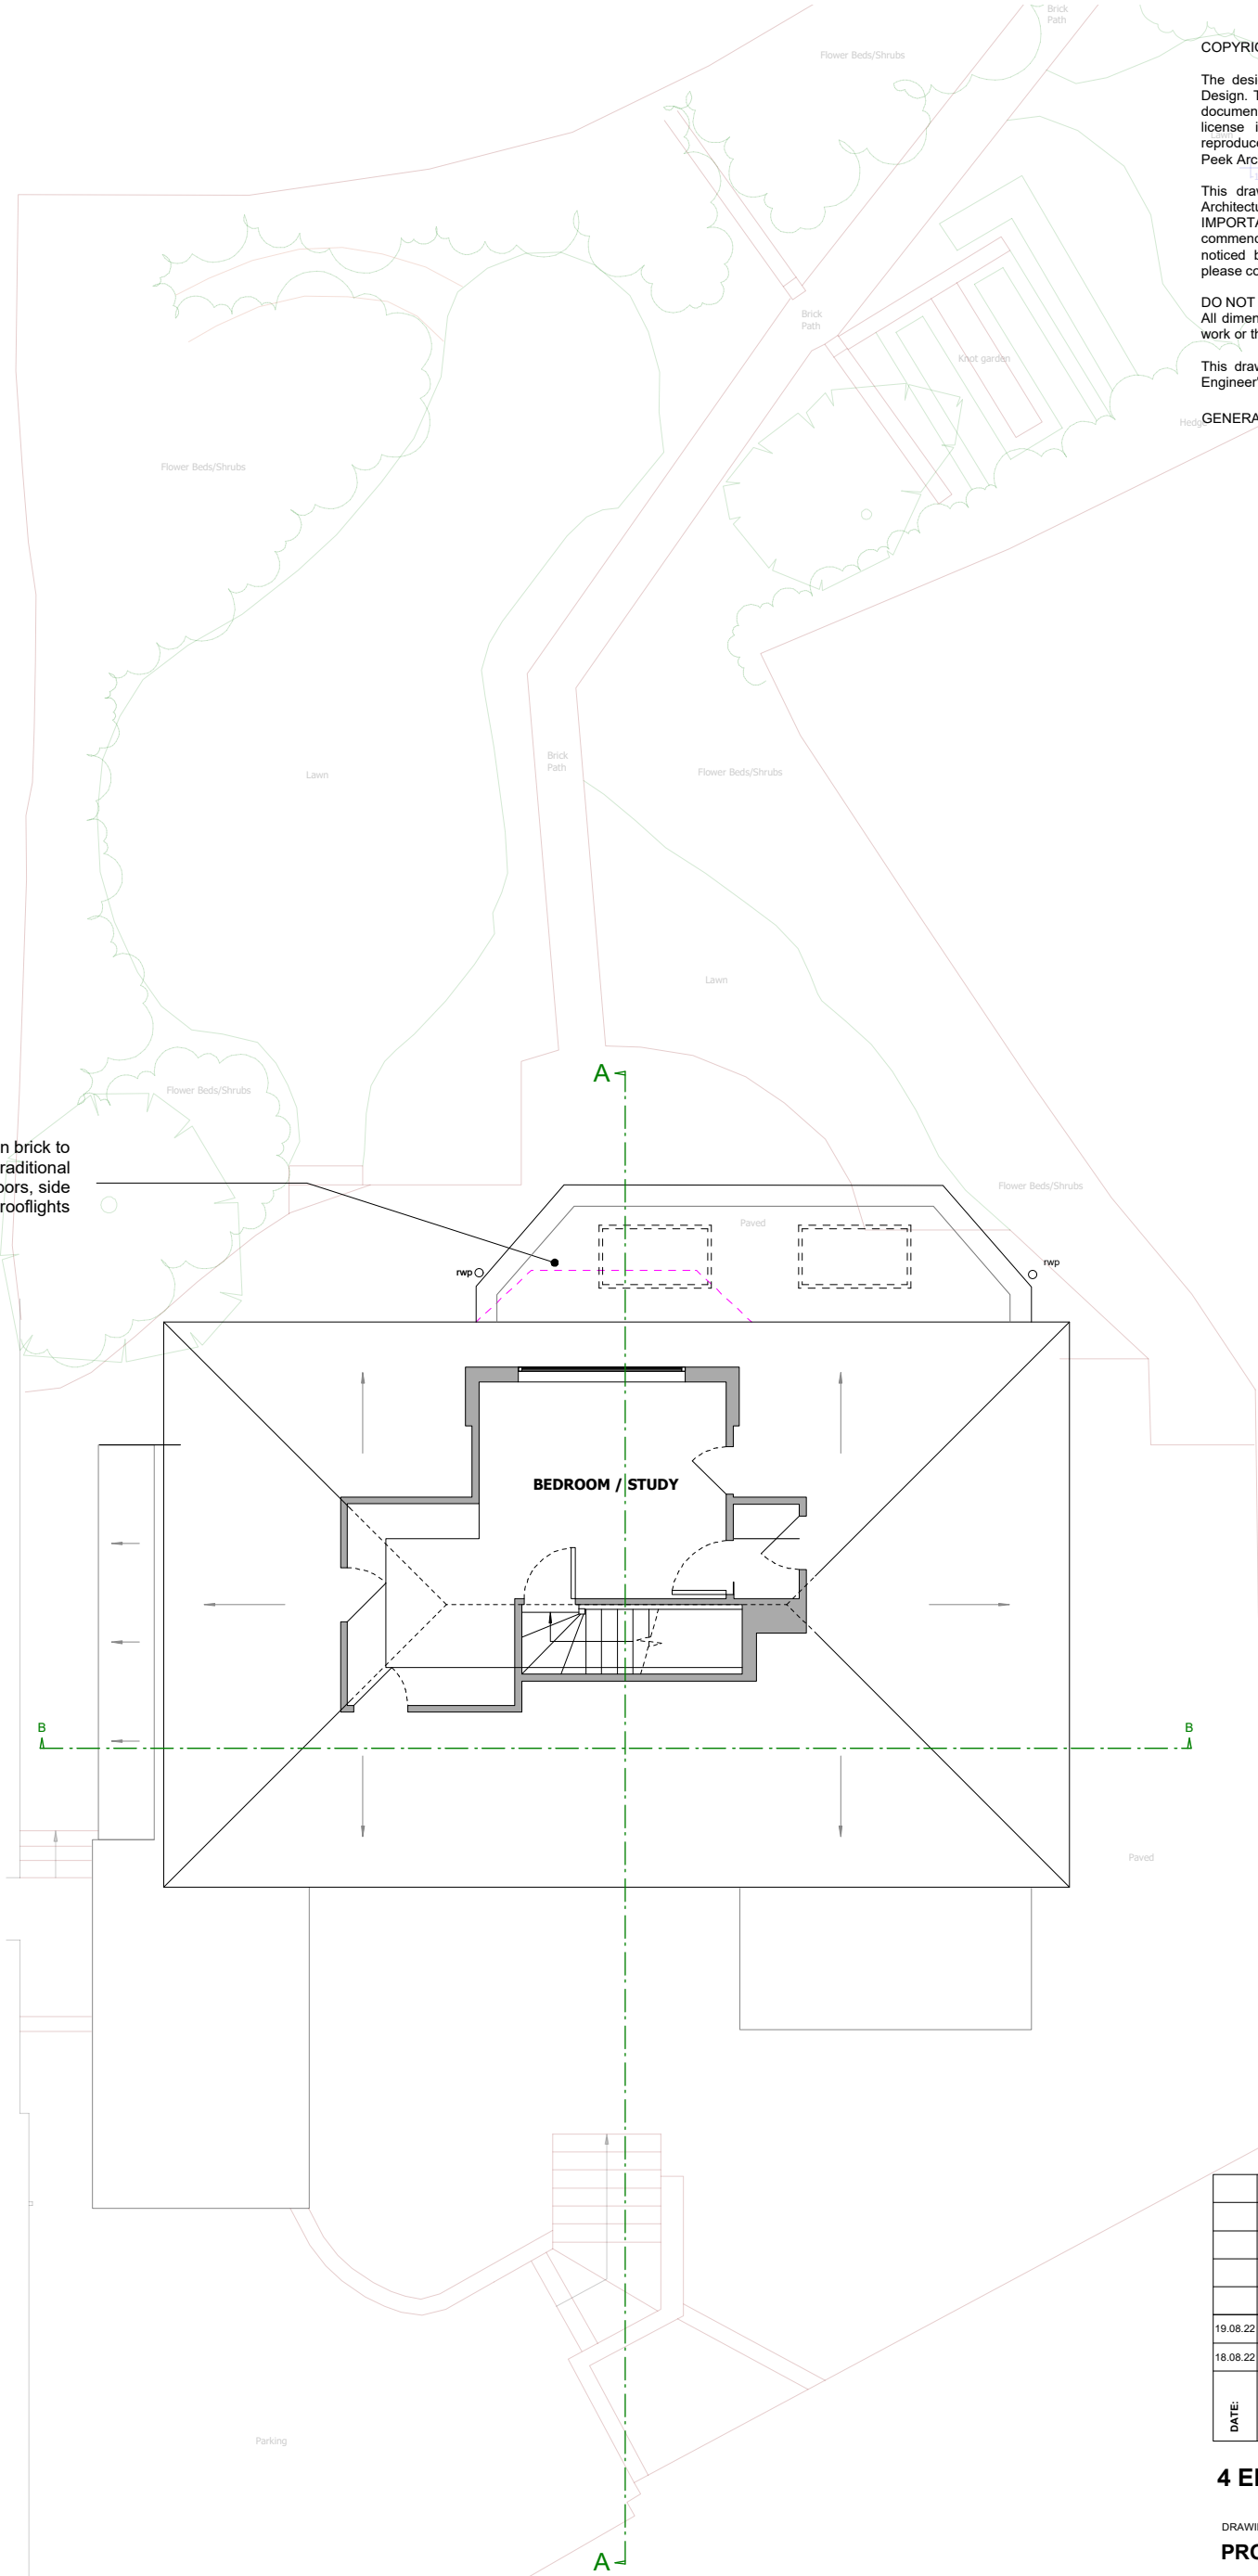 Brick
Path
Flower Beds/Shrubs
COPYRIG
The desi
Design. T
documen
license i
reproduce
Peek Arc
This draw
Architectu
IMPORTA
commenc
noticed b
please co
DO NOT
All dimen
work or th
This draw
Engineer'
GENERA
Lawn
Brick
Path
Knot garden
Hedge
Flower Beds/Shrubs
Brick
Path
Lawn
Flower Beds/Shrubs
Lawn
A
Flower Beds/Shrubs
n brick to
raditional
oors, side
rooflights
Flower Beds/Shrubs
Paved
rwp
rwp
BEDROOM / STUDY
B
B
Paved
19.08.22
18.08.22
DATE:
Parking
4 El
DRAWI
PRO
A